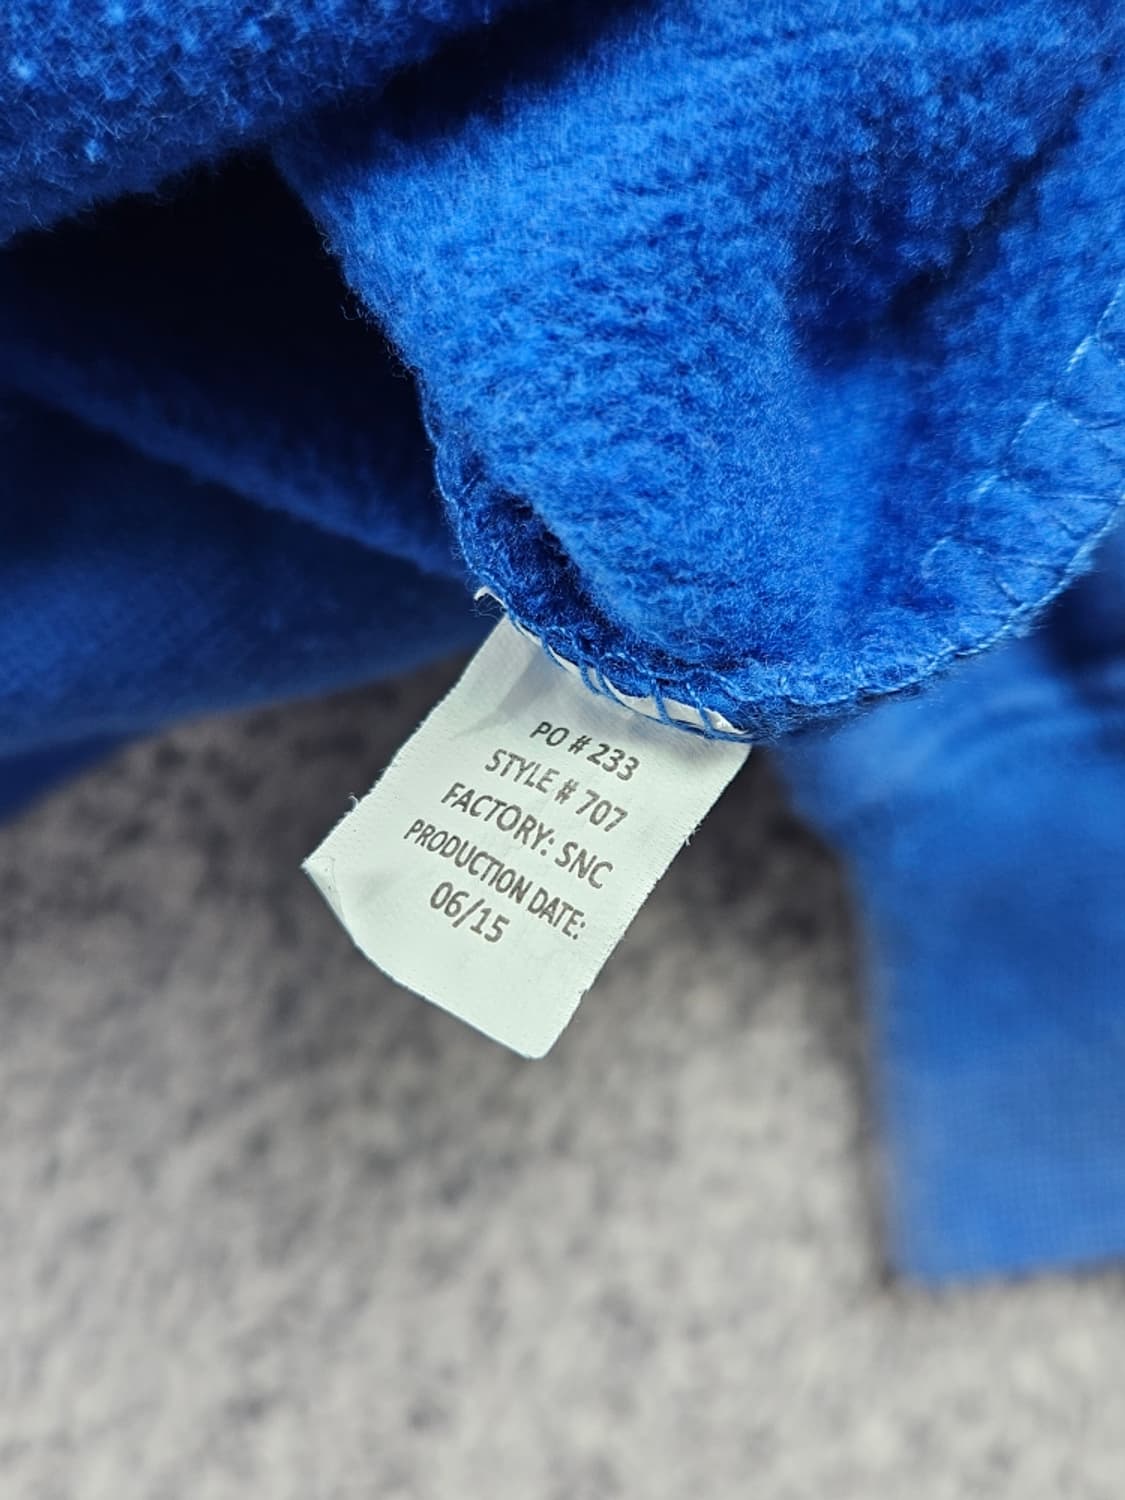 PO # 233
STYLE # 707
FACTORY: SNC
PRODUCTION DATE:
06/15